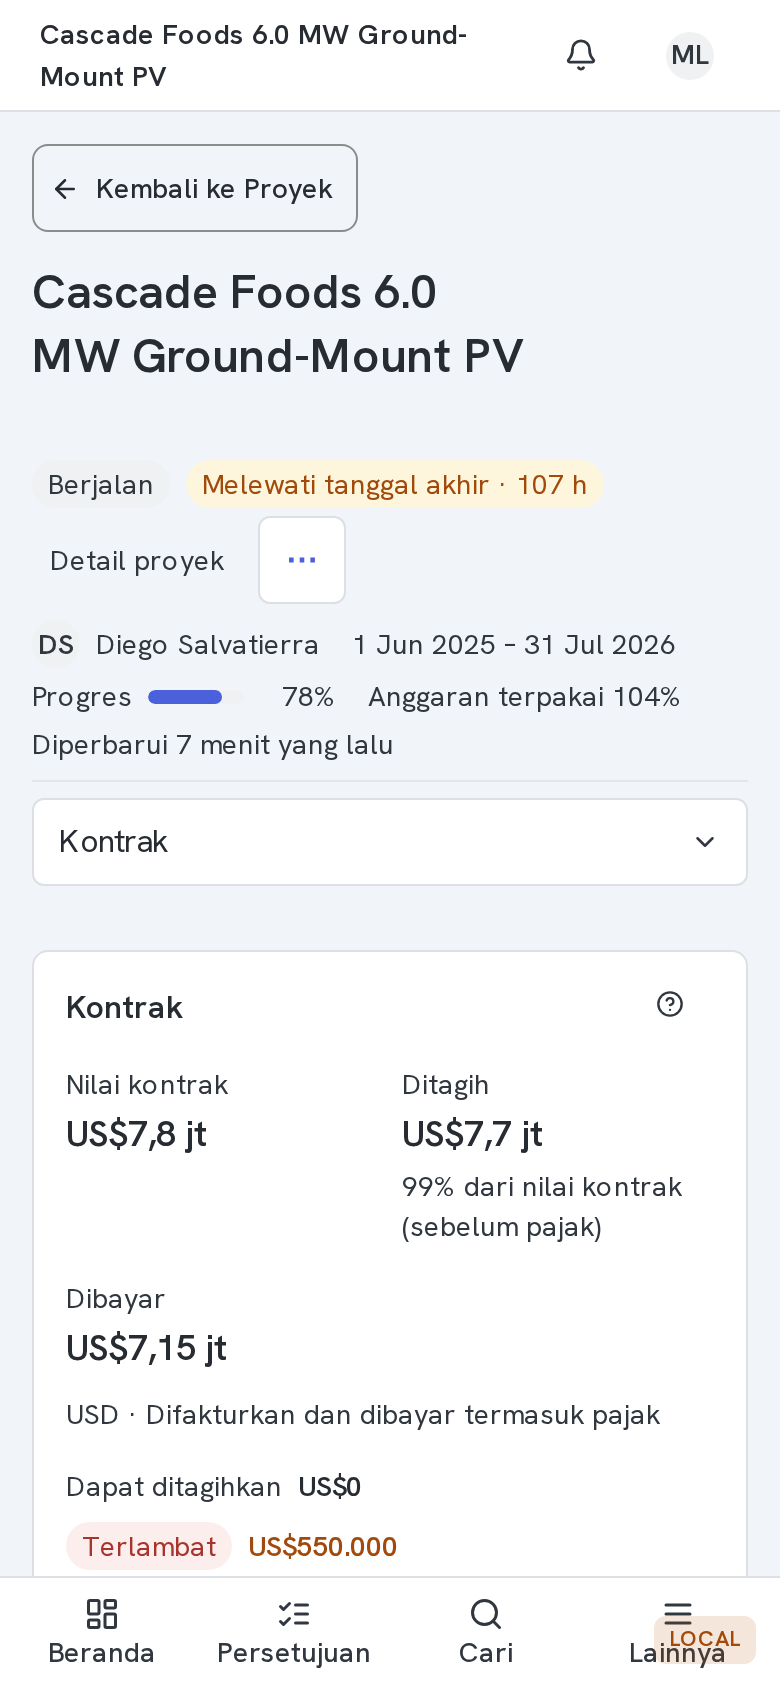 Cascade Foods 6.0 MW Ground-
Mount PV
ML
Kembali ke Proyek
Cascade Foods 6.0
MW Ground-Mount PV
Berjalan
Melewati tanggal akhir · 107 h
Detail proyek
...
DS Diego Salvatierra 1 Jun 2025 – 31 Jul 2026
Progres 78% Anggaran terpakai 104%
Diperbarui 7 menit yang lalu
Kontrak
Kontrak
Nilai kontrak
US$7,8 jt
Ditagih
US$7,7 jt
99% dari nilai kontrak
(sebelum pajak)
Dibayar
US$7,15 jt
USD · Difakturkan dan dibayar termasuk pajak
Dapat ditagihkan US$0
Terlambat US$550.000
Beranda
Persetujuan
Cari
Lainnya
LOCAL